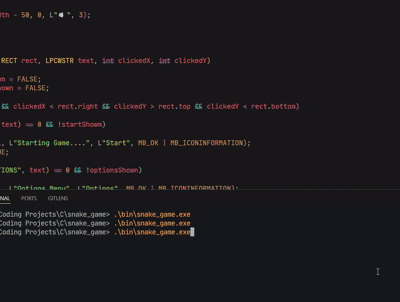 dth - 50, 0, L"◄ ", 3);
RECT rect, LPCWSTR text, int clickedX, int clickedY)
wn = FALSE;
hown = FALSE;
&& clickedX < rect.right && clickedY > rect.top && clickedY < rect.bottom)
text) == 0 && !startShown)
, L"Starting Game....", L"Start", MB_OK | MB_ICONINFORMATION);
UE;
TIONS", text) == 0 && !optionsShown)
, L"Options Menu", L"Options", MB_OK | MB_ICONINFORMATION);
NAL PORTS GITLENS
Coding Projects\C\snake_game> .\bin\snake_game.exe
Coding Projects\C\snake_game> .\bin\snake_game.exe
Coding Projects\C\snake_game> .\bin\snake_game.exe